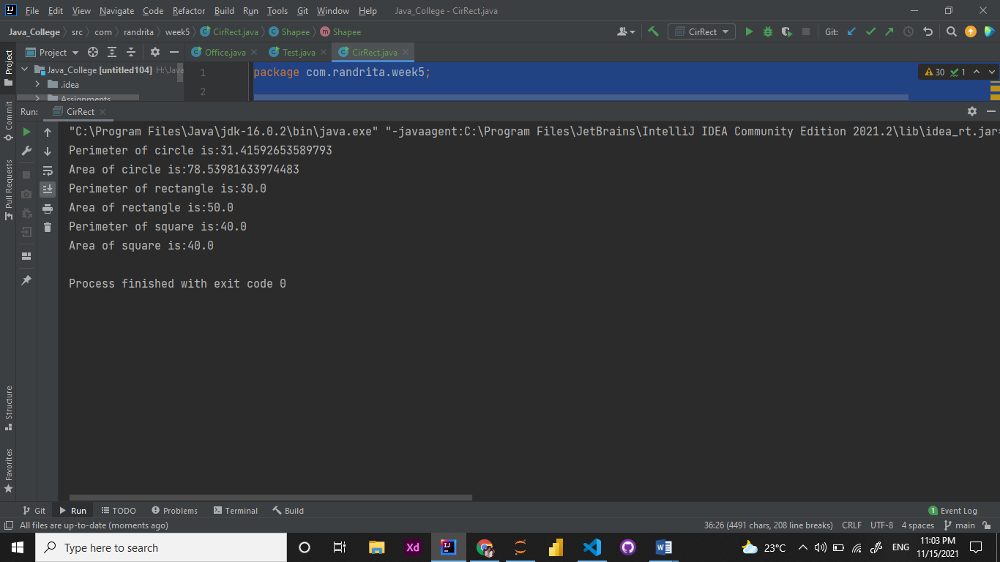 File Edit View Navigate Code Refactor Build Run Tools Git Window Help Java_College - CirRect.java
Java_College src com randrita week5 CirRect.java Shapee Shapee CirRect Git:
Project Office.java Test.java CirRect.java
Java_College [untitled104] H:\Java
.idea
Assignments
1 package com.randrita.week5; 30 1
2
Run: CirRect
"C:\Program Files\Java\jdk-16.0.2\bin\java.exe" "-javaagent:C:\Program Files\JetBrains\IntelliJ IDEA Community Edition 2021.2\lib\idea_rt.jar=
Perimeter of circle is:31.41592653589793
Area of circle is:78.53981633974483
Perimeter of rectangle is:30.0
Area of rectangle is:50.0
Perimeter of square is:40.0
Area of square is:40.0
Process finished with exit code 0
Project
Commit
Pull Requests
Structure
Favorites
Git Run TODO Problems Terminal Build 1 Event Log
All files are up-to-date (moments ago) 36:26 (4491 chars, 208 line breaks) CRLF UTF-8 4 spaces main
Type here to search Xd IJ W 23°C ENG 11:03 PM
11/15/2021